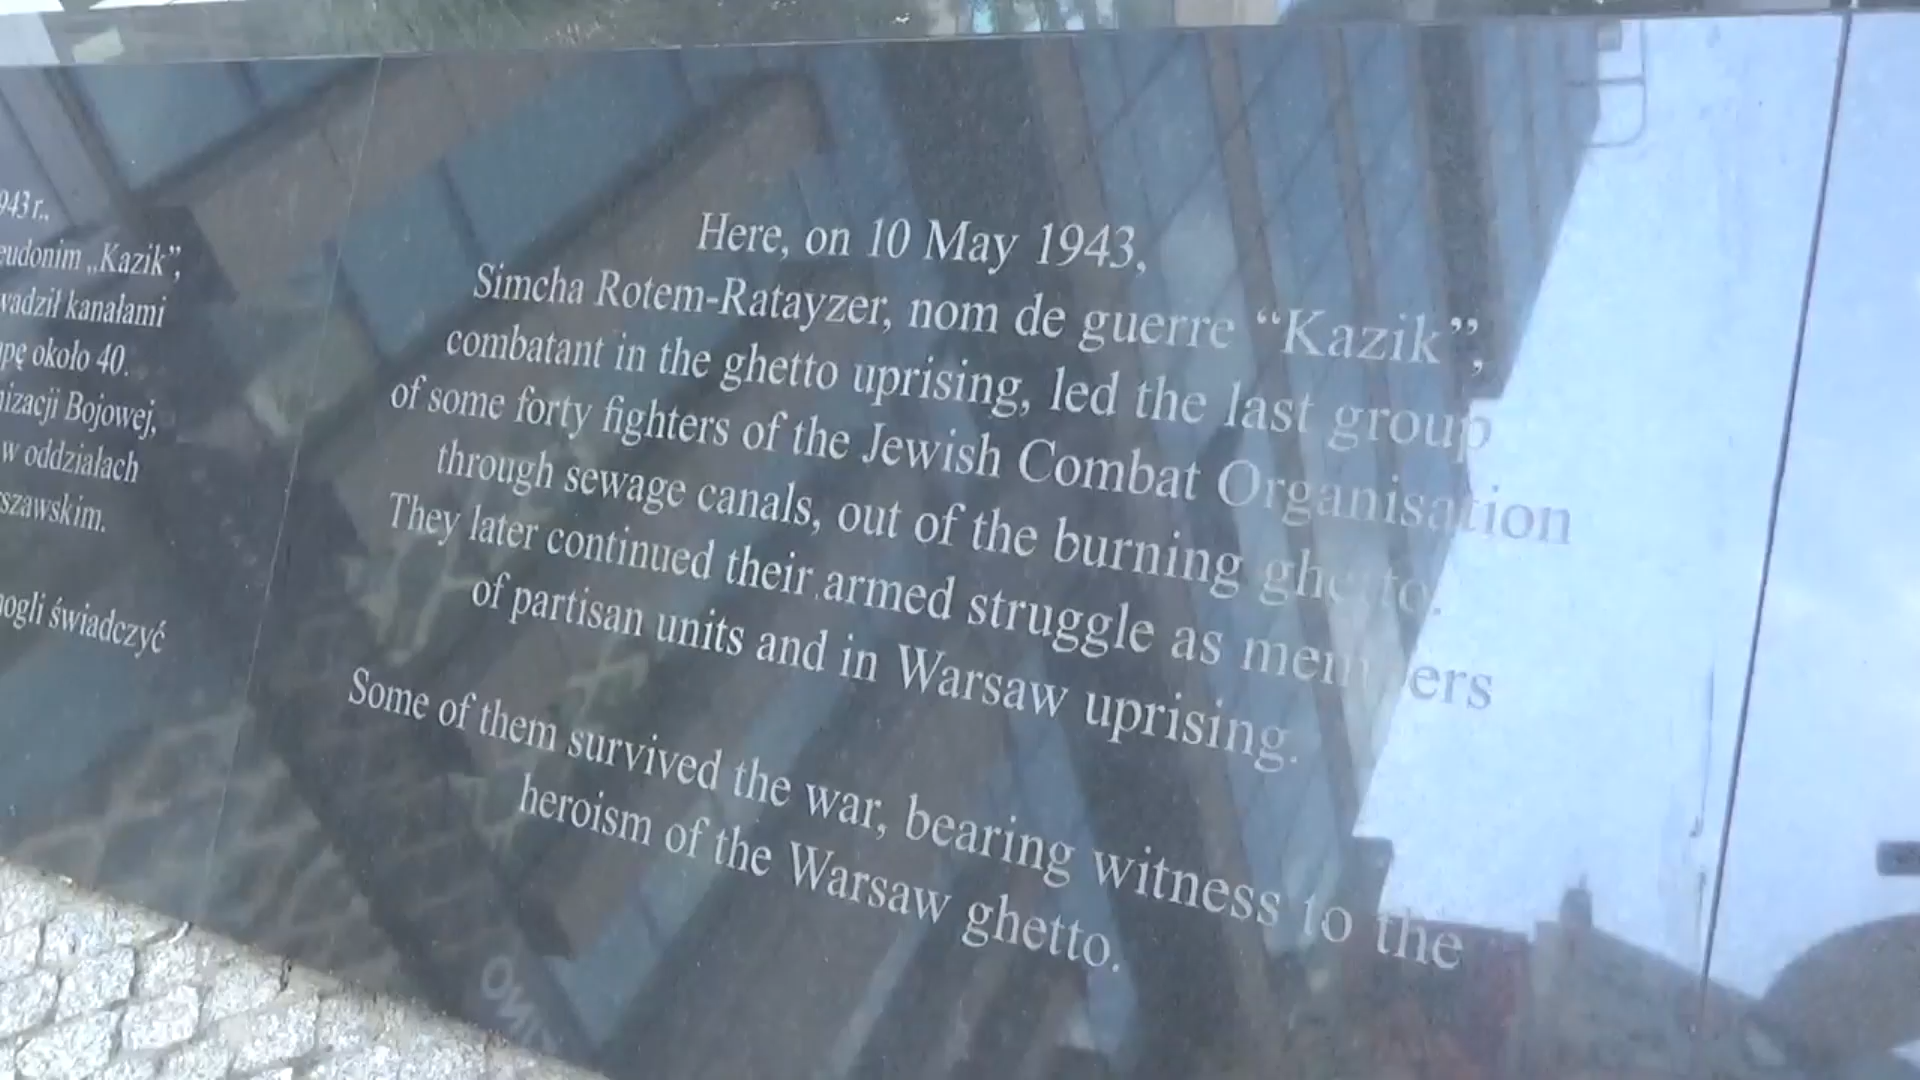 943 r.,
eudonim „Kazik”,
wadził kanałami
pę około 40.
nizacji Bojowej,
w oddziałach
szawskim.
ogli świadczyć
Here, on 10 May 1943,
Simcha Rotem-Ratayzer, nom de guerre “Kazik”,
combatant in the ghetto uprising, led the last group
of some forty fighters of the Jewish Combat Organisation
through sewage canals, out of the burning ghetto.
They later continued their armed struggle as members
of partisan units and in Warsaw uprising.
Some of them survived the war, bearing witness to the
heroism of the Warsaw ghetto.